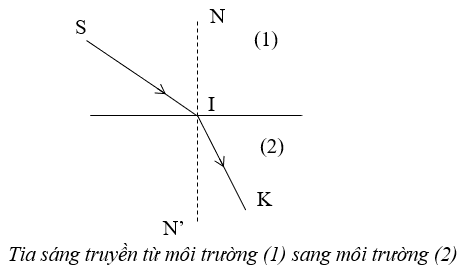 N
S
(1)
I
(2)
K
N'
Tia sáng truyền từ môi trường (1) sang môi trường (2)